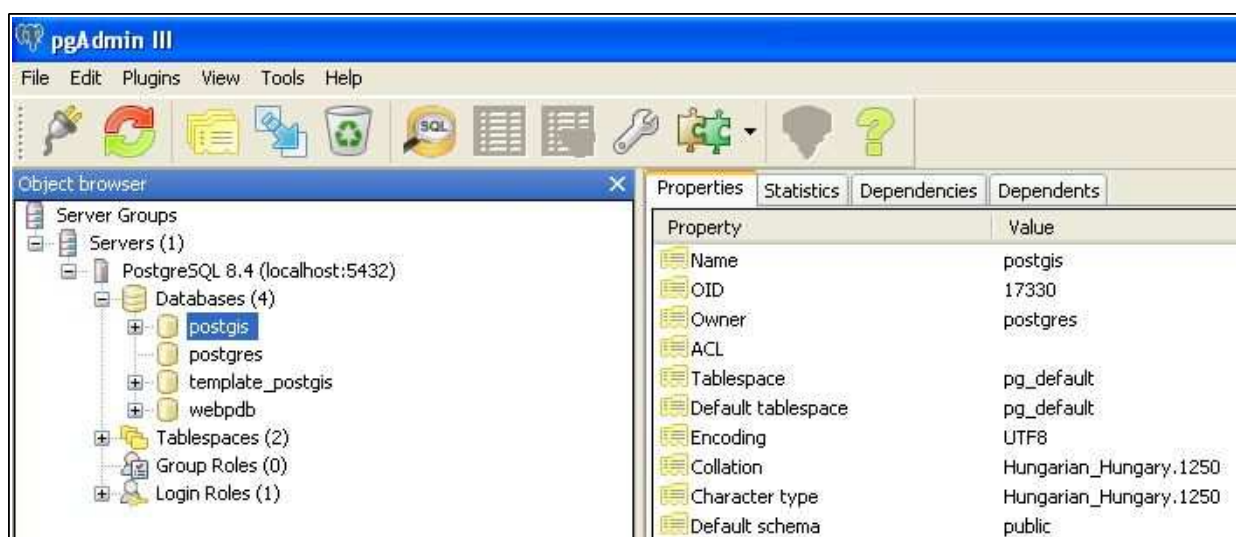 pgAdmin III
File Edit Plugins View Tools Help
SQL
Object browser
Server Groups
Servers (1)
PostgreSQL 8.4 (localhost:5432)
Databases (4)
postgis
postgres
template_postgis
webpdb
Tablespaces (2)
Group Roles (0)
Login Roles (1)
Properties Statistics Dependencies Dependents
Property Value
Name postgis
OID 17330
Owner postgres
ACL
Tablespace pg_default
Default tablespace pg_default
Encoding UTF8
Collation Hungarian_Hungary.1250
Character type Hungarian_Hungary.1250
Default schema public